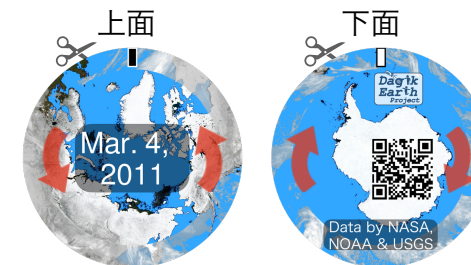 上面
下面
Mar. 4,
2011
Dagik
Earth
Project
Data by NASA,
NOAA & USGS